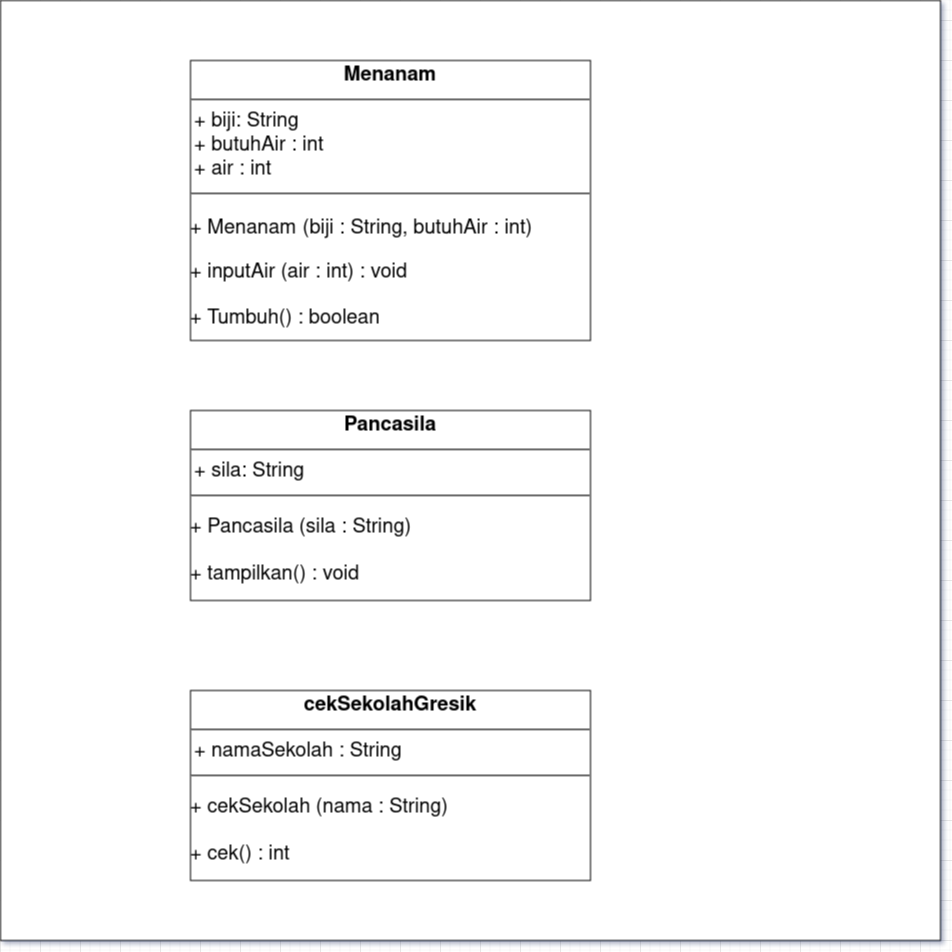 Menanam
+ biji: String
+ butuhAir : int
+ air : int
+ Menanam (biji : String, butuhAir : int)
+ inputAir (air : int) : void
+ Tumbuh() : boolean
Pancasila
+ sila: String
+ Pancasila (sila : String)
+ tampilkan() : void
cekSekolahGresik
+ namaSekolah : String
+ cekSekolah (nama : String)
+ cek() : int